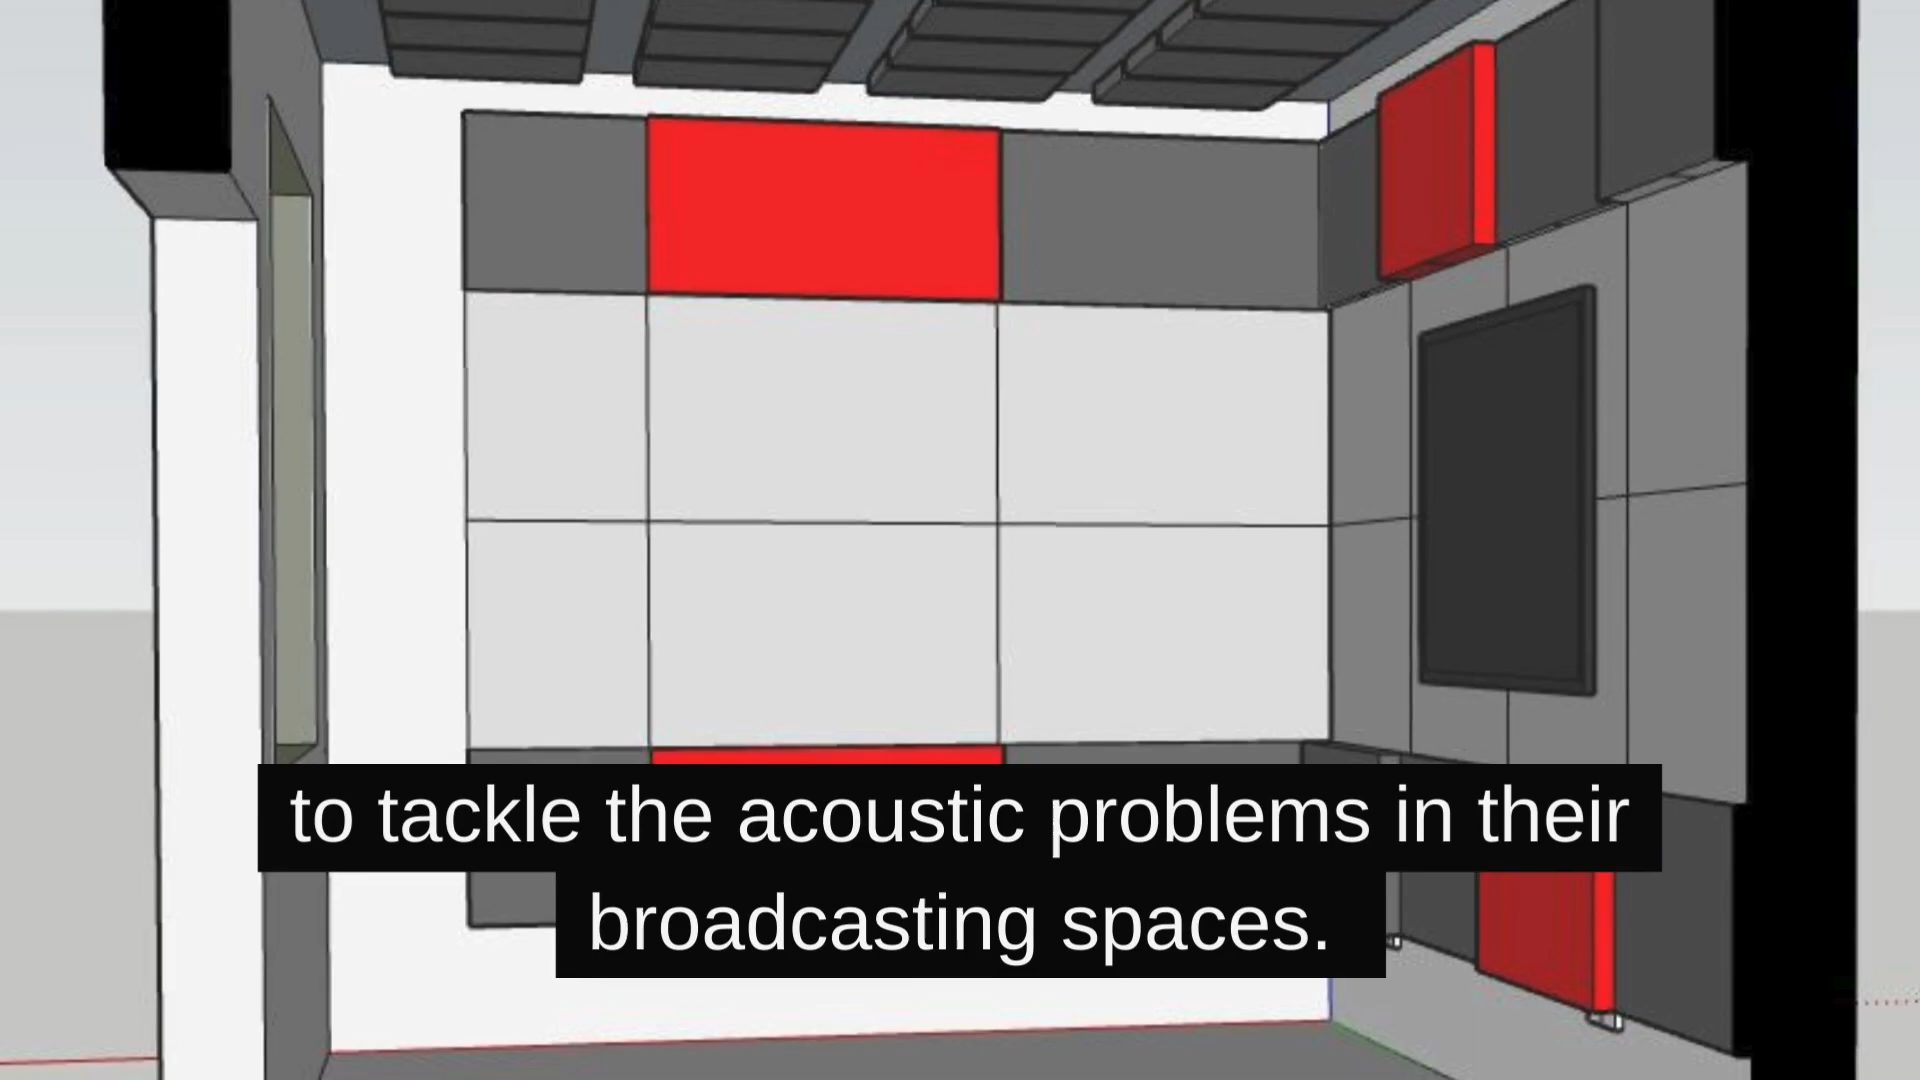 to tackle the acoustic problems in their
broadcasting spaces.